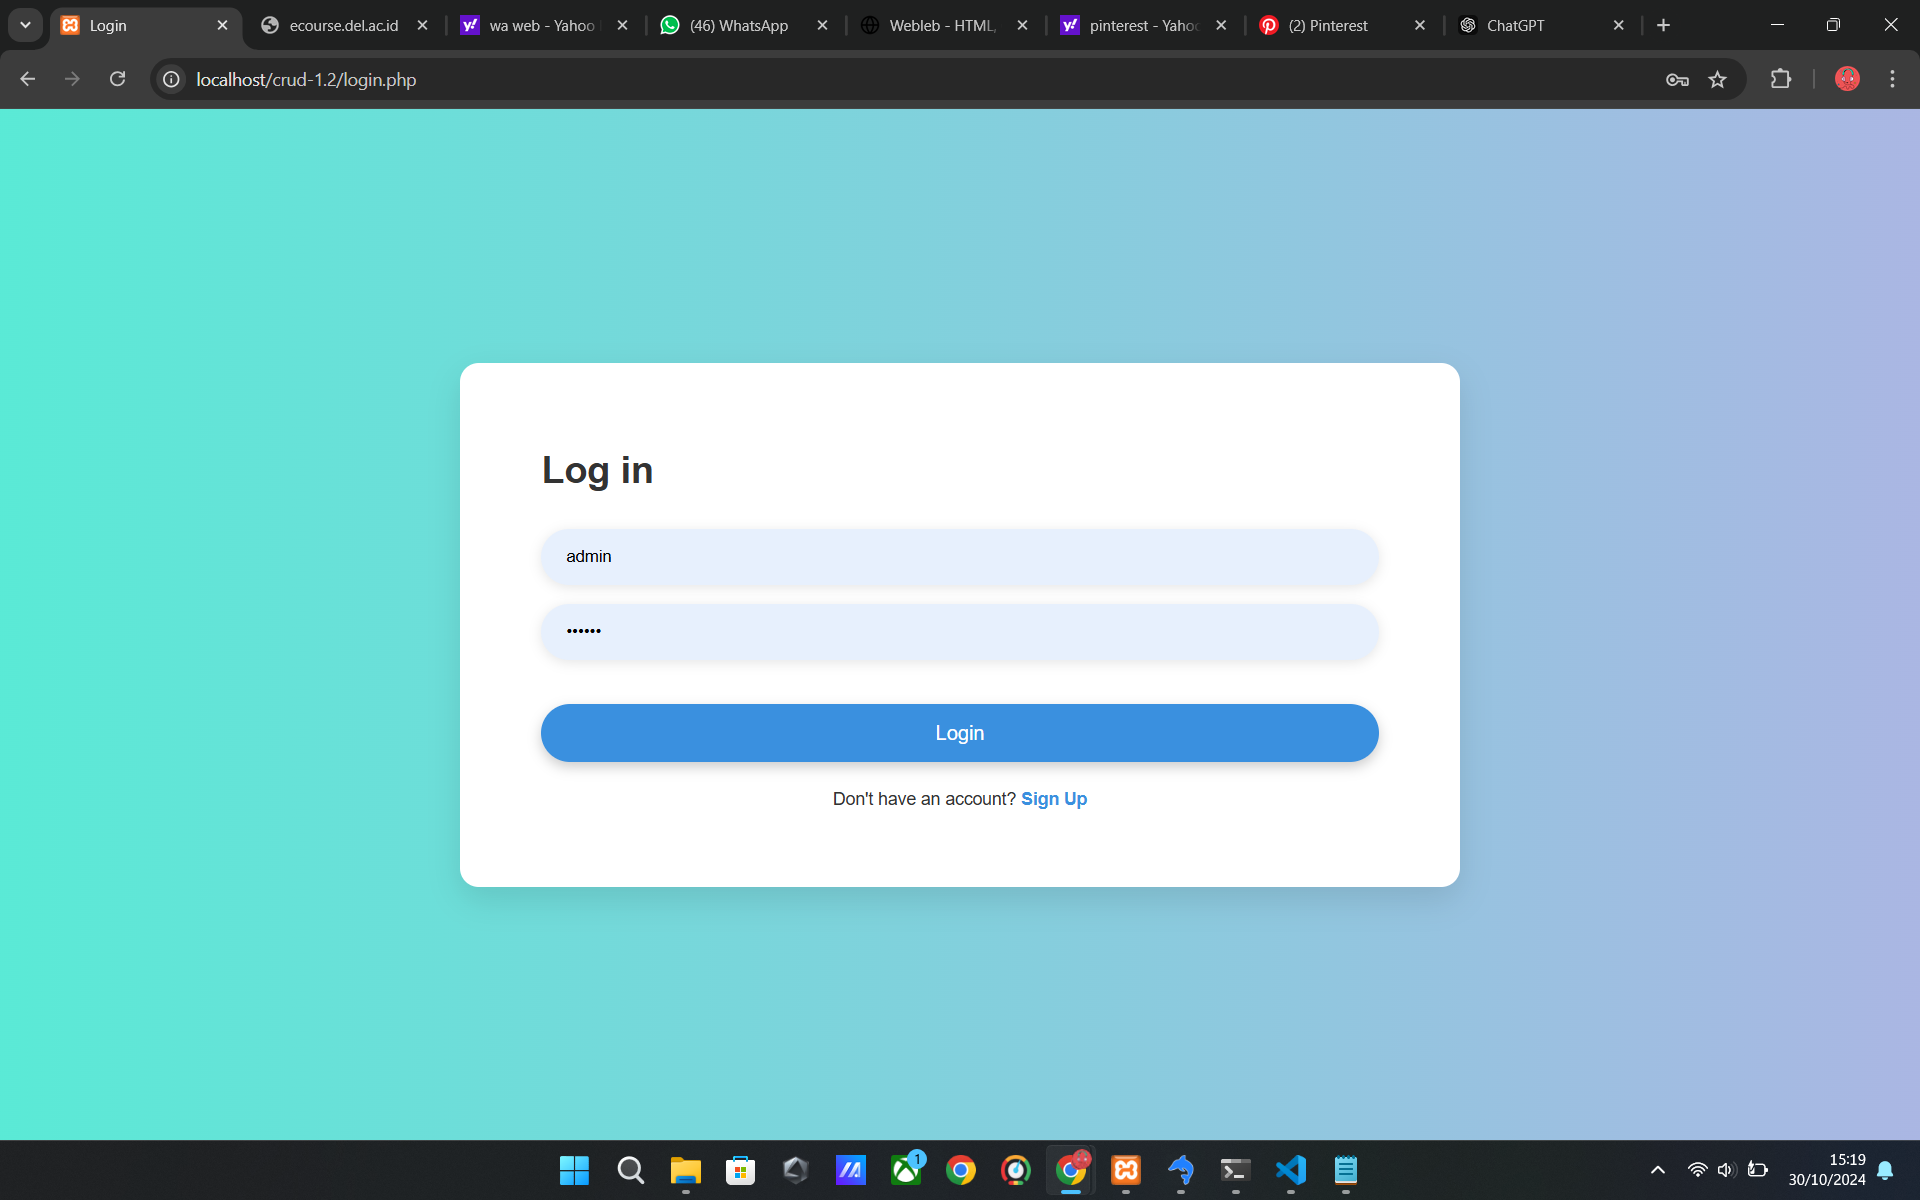 Login
ecourse.del.ac.id
wa web - Yahoo
(46) WhatsApp
Webleb - HTML,
pinterest - Yahoo
(2) Pinterest
ChatGPT
localhost/crud-1.2/login.php
Log in
admin
••••••
Login
Don't have an account? Sign Up
1
15:19
30/10/2024